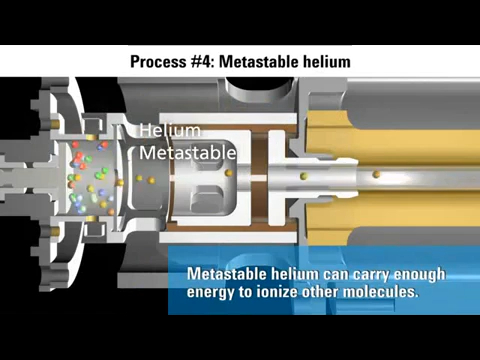 Process #4: Metastable helium
Helium
Metastable
Metastable helium can carry enough
energy to ionize other molecules.